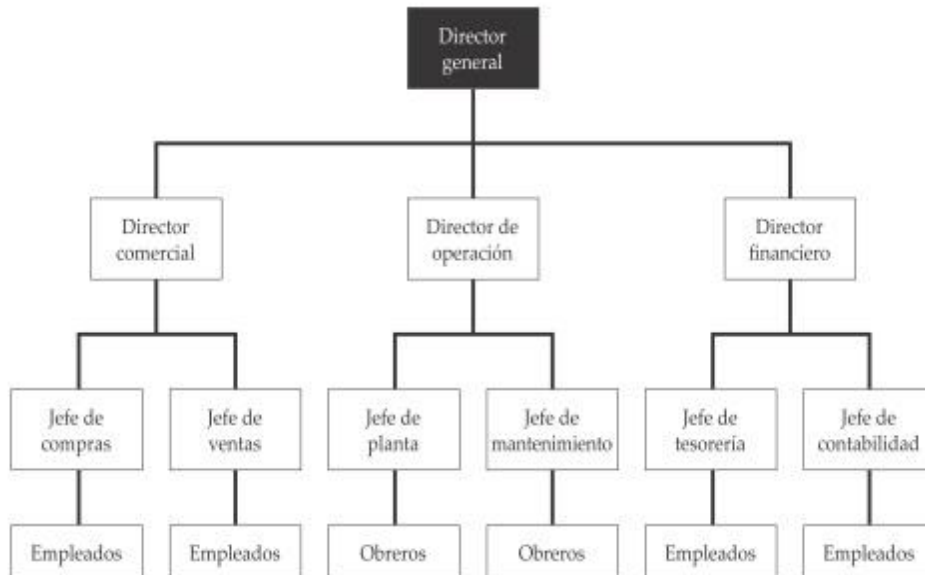 Director
general
Director
comercial
Director de
operación
Director
financiero
Jefe de
compras
Jefe de
ventas
Jefe de
planta
Jefe de
mantenimiento
Jefe de
tesorería
Jefe de
contabilidad
Empleados
Empleados
Obreros
Obreros
Empleados
Empleados